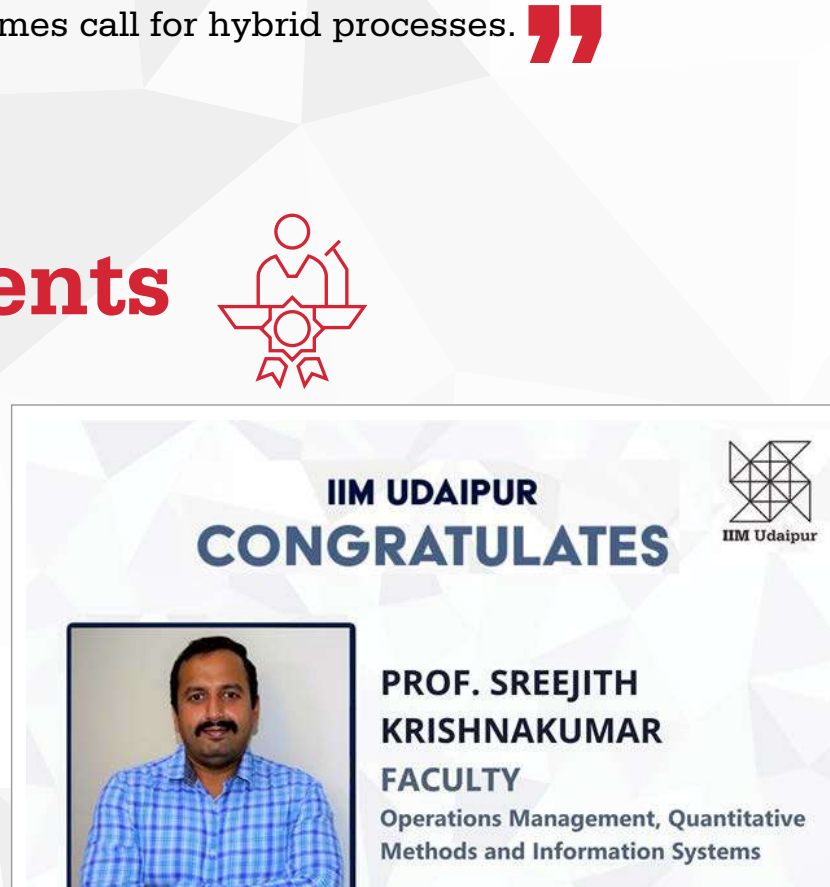 mes call for hybrid processes.”
ents
IIM UDAIPUR
CONGRATULATES
IIM Udaipur
PROF. SREEJITH
KRISHNAKUMAR
FACULTY
Operations Management, Quantitative
Methods and Information Systems